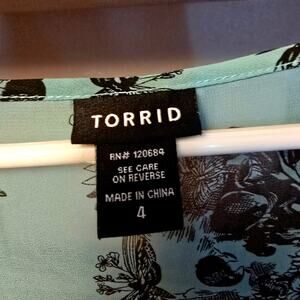 TORRID
RN# 120684
SEE CARE
ON REVERSE
MADE IN CHINA
4